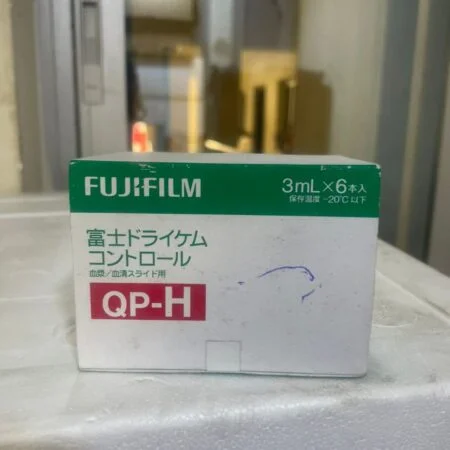 FUJIFILM
3mL×6本入
保存温度 -20℃以下
富士ドライケム
コントロール
血漿/血清スライド用
QP-H